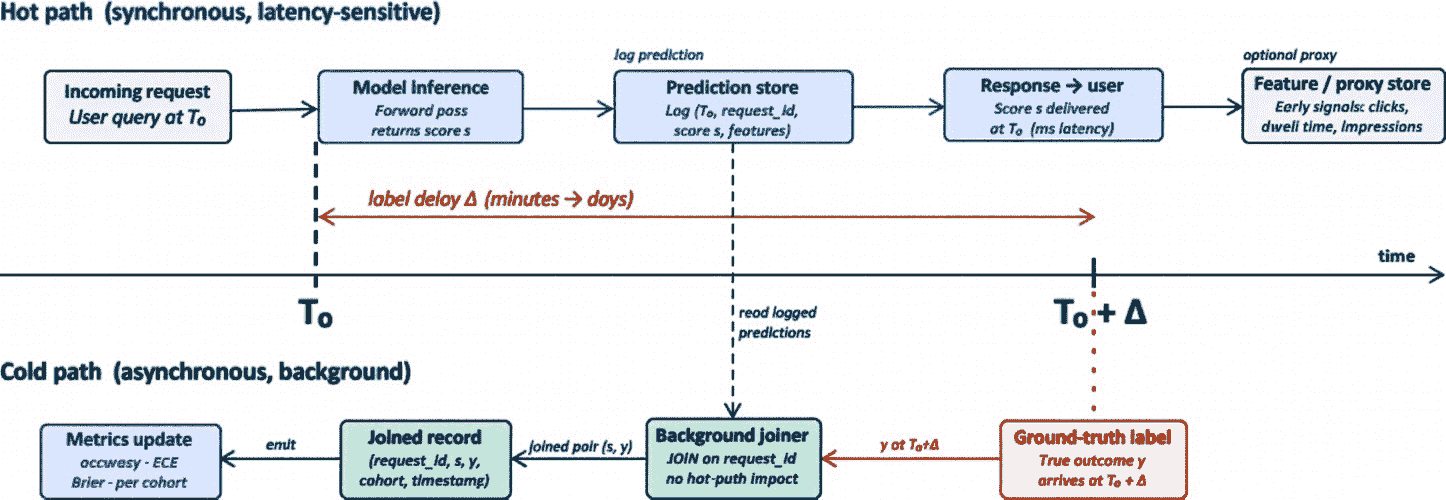 Hot path (synchronous, latency-sensitive)
log prediction
optional proxy
Incoming request
User query at T₀
Model Inference
Forward pass
returns score s
Prediction store
Log (T₀, request_id,
score s, features)
Response → user
Score s delivered
at T₀ (ms latency)
Feature / proxy store
Early signals: clicks,
dwell time, impressions
label delay Δ (minutes → days)
time
T₀
T₀ + Δ
read logged
predictions
Cold path (asynchronous, background)
Metrics update
occwesy - ECE
Brier - per cohort
emit
Joined record
(request_id, s, y,
cohort, timestamg)
joined pair (s, y)
Background joiner
JOIN on request_id
no hot-puth impoct
y at T₀+Δ
Ground-truth label
True outcome y
arrives at T₀ + Δ